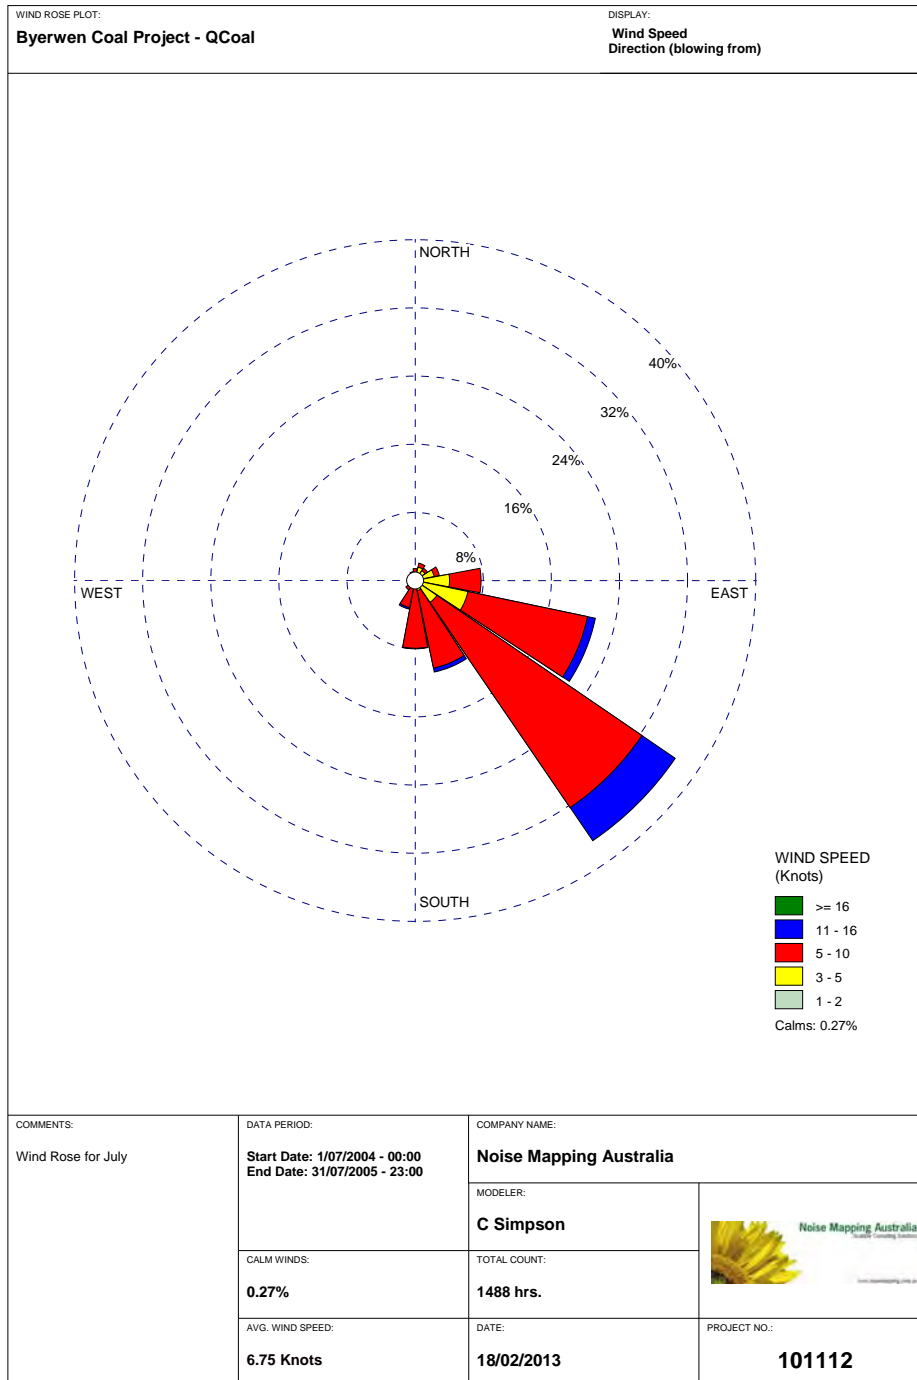 WIND ROSE PLOT:
Byerwen Coal Project - QCoal
DISPLAY:
Wind Speed
Direction (blowing from)
NORTH
40%
32%
24%
16%
8%
WEST
EAST
SOUTH
WIND SPEED
(Knots)
>= 16
11 - 16
5 - 10
3 - 5
1 - 2
Calms: 0.27%
COMMENTS:
Wind Rose for July
DATA PERIOD:
Start Date: 1/07/2004 - 00:00
End Date: 31/07/2005 - 23:00
COMPANY NAME:
Noise Mapping Australia
MODELER:
C Simpson
Noise Mapping Australia
CALM WINDS:
0.27%
TOTAL COUNT:
1488 hrs.
AVG. WIND SPEED:
6.75 Knots
DATE:
18/02/2013
PROJECT NO.:
101112